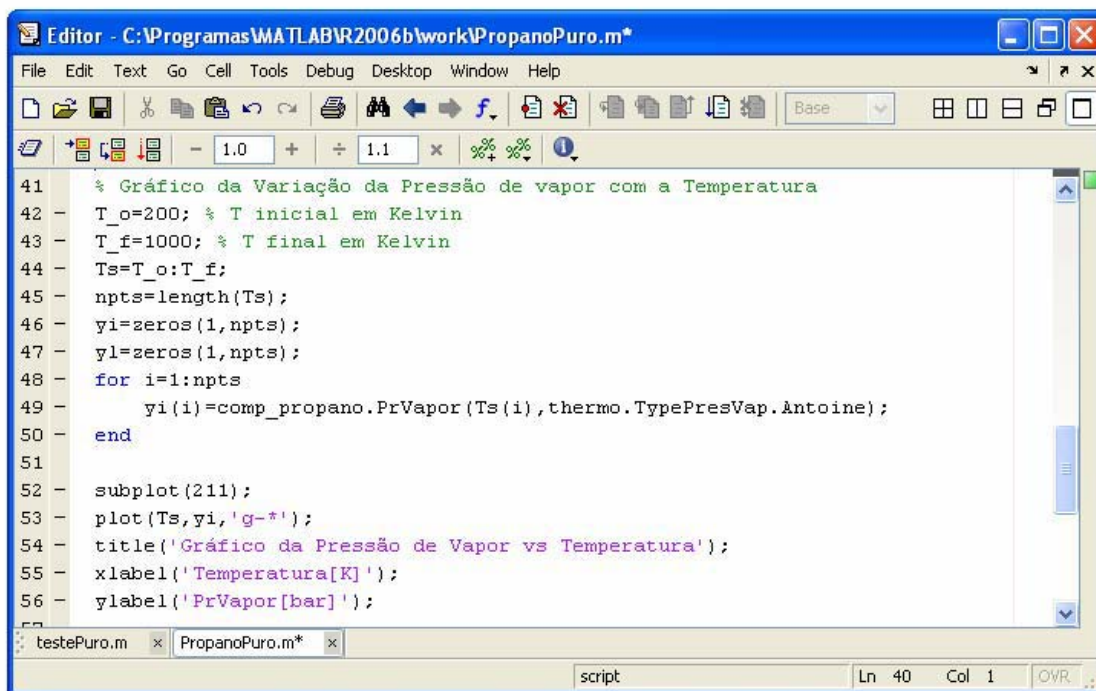 Editor - C:\Programas\MATLAB\R2006b\work\PropanoPuro.m*
File Edit Text Go Cell Tools Debug Desktop Window Help
Base
- 1.0 + ÷ 1.1 ×
41 % Gráfico da Variação da Pressão de vapor com a Temperatura
42 - T_o=200; % T inicial em Kelvin
43 - T_f=1000; % T final em Kelvin
44 - Ts=T_o:T_f;
45 - npts=length(Ts);
46 - yi=zeros(1,npts);
47 - yl=zeros(1,npts);
48 - for i=1:npts
49 - yi(i)=comp_propano.PrVapor(Ts(i),thermo.TypePresVap.Antoine);
50 - end
51
52 - subplot(211);
53 - plot(Ts,yi,'g-*');
54 - title('Gráfico da Pressão de Vapor vs Temperatura');
55 - xlabel('Temperatura[K]');
56 - ylabel('PrVapor[bar]');
testePuro.m × PropanoPuro.m* ×
script Ln 40 Col 1 OVR